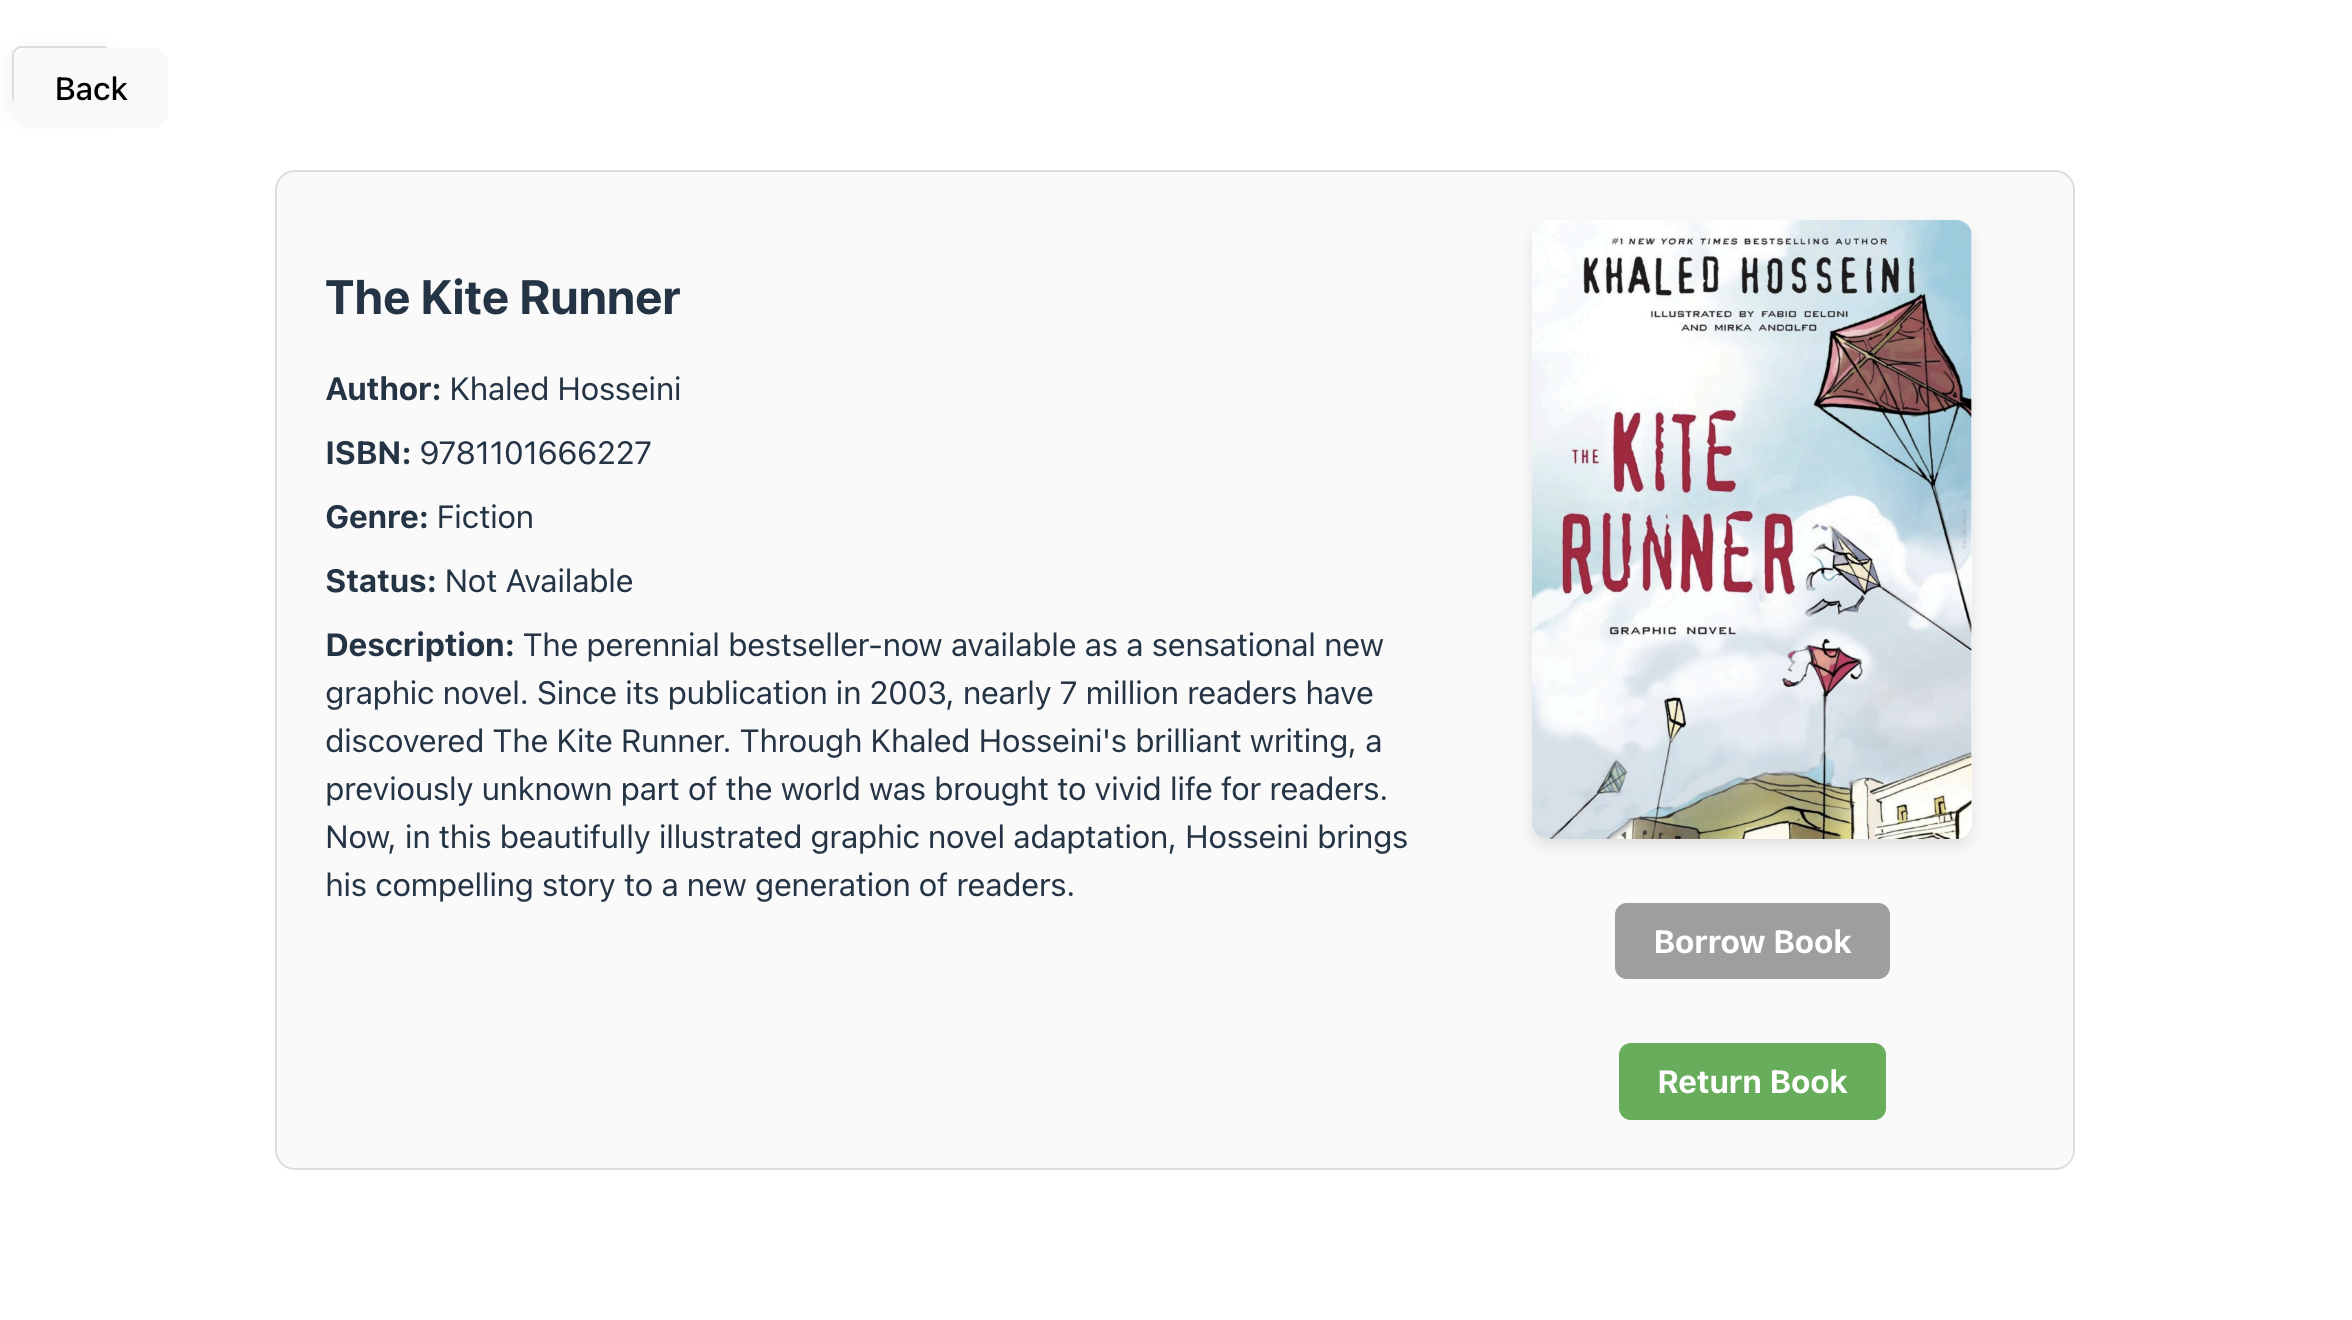 Back
The Kite Runner
Author: Khaled Hosseini
ISBN: 9781101666227
Genre: Fiction
Status: Not Available
Description: The perennial bestseller-now available as a sensational new
graphic novel. Since its publication in 2003, nearly 7 million readers have
discovered The Kite Runner. Through Khaled Hosseini's brilliant writing, a
previously unknown part of the world was brought to vivid life for readers.
Now, in this beautifully illustrated graphic novel adaptation, Hosseini brings
his compelling story to a new generation of readers.
#1 NEW YORK TIMES BESTSELLING AUTHOR
KHALED HOSSEINI
ILLUSTRATED BY FABIO CELONI
AND MIRKA ANDOLFO
THE KITE
RUNNER
GRAPHIC NOVEL
Borrow Book
Return Book